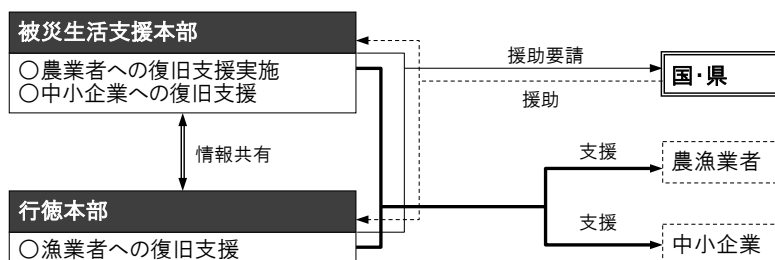 被災生活支援本部
○農業者への復旧支援実施
○中小企業への復旧支援
援助要請
国・県
援助
情報共有
支援
農漁業者
行徳本部
支援
○漁業者への復旧支援
中小企業